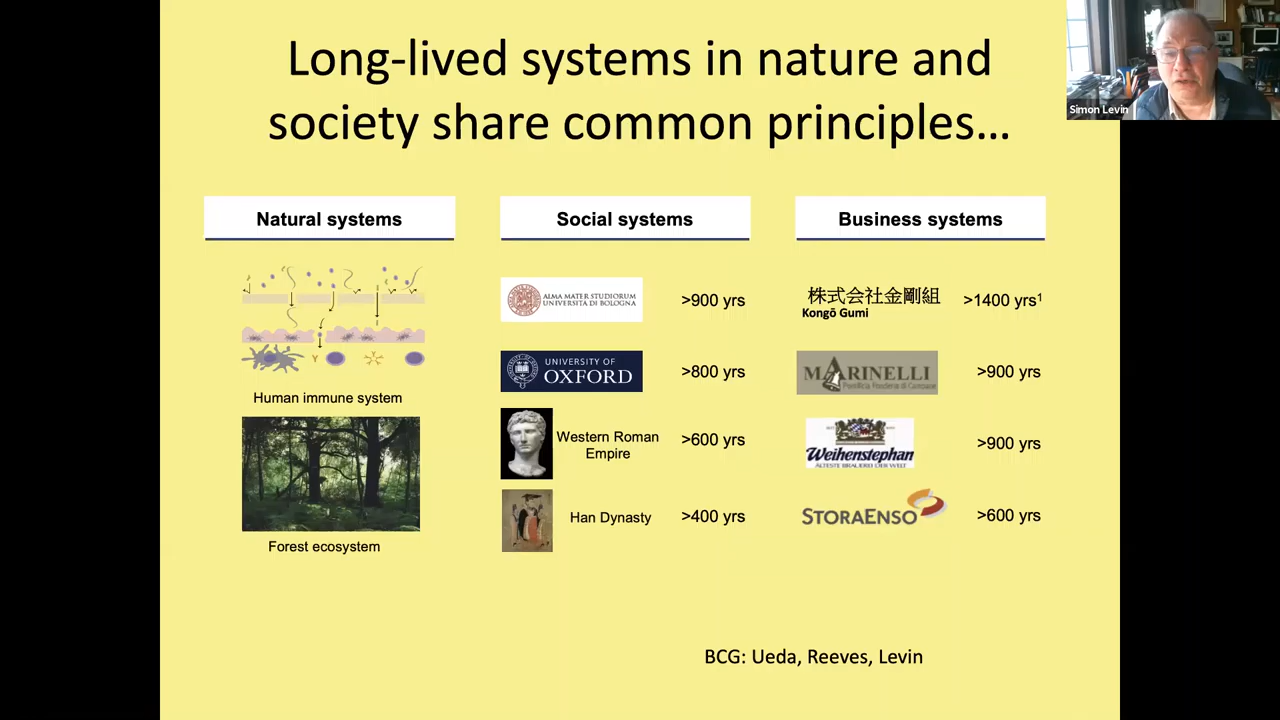 Long-lived systems in nature and
society share common principles…
Simon Levin
Natural systems
Human immune system
Forest ecosystem
Social systems
ALMA MATER STUDIORUM
UNIVERSITÀ DI BOLOGNA
>900 yrs
UNIVERSITY OF
OXFORD
>800 yrs
Western Roman
Empire
>600 yrs
Han Dynasty
>400 yrs
Business systems
株式会社金剛組
Kongō Gumi
>1400 yrs¹
MARINELLI
Pontificia Fonderia di Campane
>900 yrs
Weihenstephan
ÄLTESTE BRAUEREI DER WELT
>900 yrs
STORAENSO
>600 yrs
BCG: Ueda, Reeves, Levin